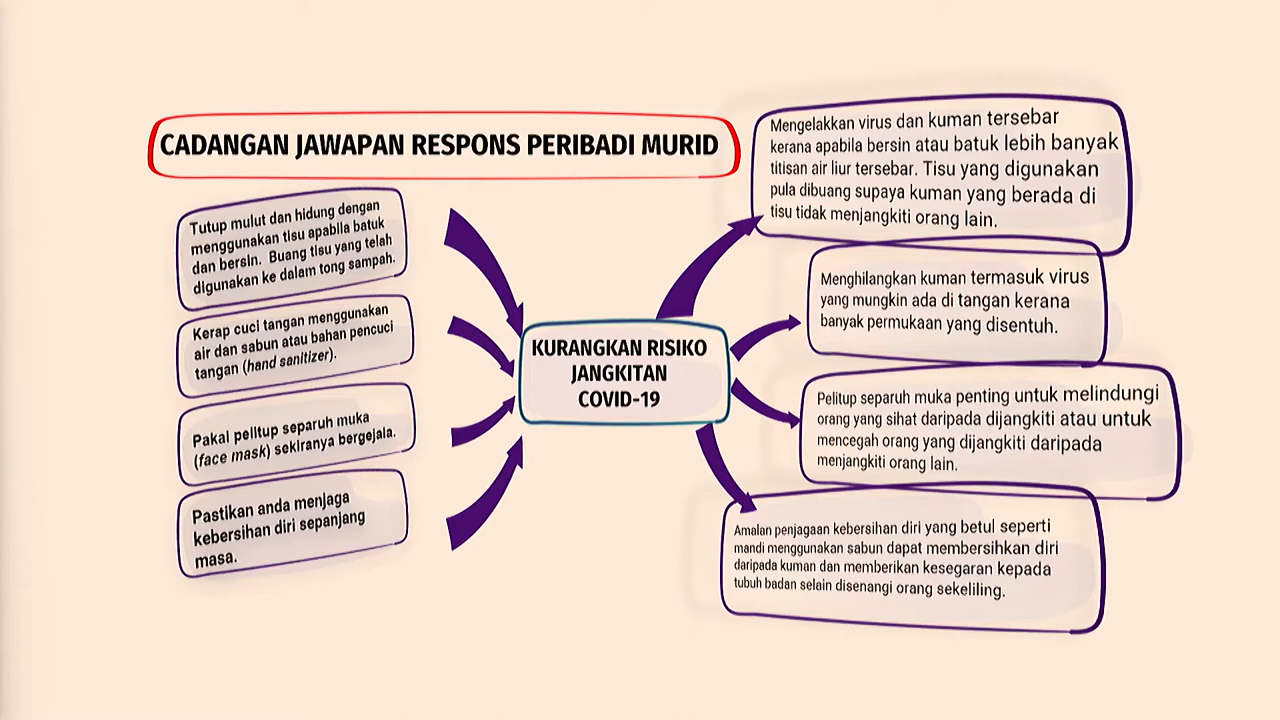 CADANGAN JAWAPAN RESPONS PERIBADI MURID
Tutup mulut dan hidung dengan
menggunakan tisu apabila batuk
dan bersin. Buang tisu yang telah
digunakan ke dalam tong sampah.
Kerap cuci tangan menggunakan
air dan sabun atau bahan pencuci
tangan (hand sanitizer).
Pakai pelitup separuh muka
(face mask) sekiranya bergejala.
Pastikan anda menjaga
kebersihan diri sepanjang
masa.
KURANGKAN RISIKO
JANGKITAN
COVID-19
Mengelakkan virus dan kuman tersebar
kerana apabila bersin atau batuk lebih banyak
titisan air liur tersebar. Tisu yang digunakan
pula dibuang supaya kuman yang berada di
tisu tidak menjangkiti orang lain.
Menghilangkan kuman termasuk virus
yang mungkin ada di tangan kerana
banyak permukaan yang disentuh.
Pelitup separuh muka penting untuk melindungi
orang yang sihat daripada dijangkiti atau untuk
mencegah orang yang dijangkiti daripada
menjangkiti orang lain.
Amalan penjagaan kebersihan diri yang betul seperti
mandi menggunakan sabun dapat membersihkan diri
daripada kuman dan memberikan kesegaran kepada
tubuh badan selain disenangi orang sekeliling.